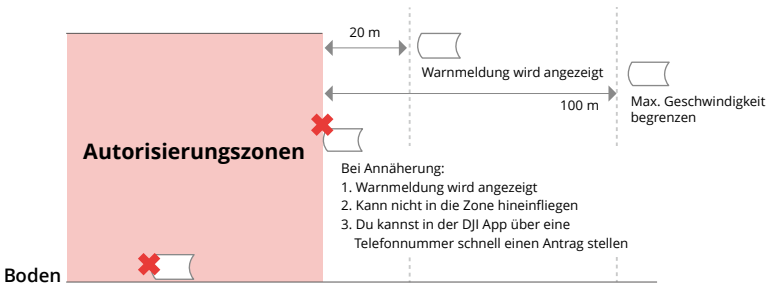 20 m
Warnmeldung wird angezeigt
100 m
Max. Geschwindigkeit
begrenzen
Autorisierungszonen
Bei Annäherung:
1. Warnmeldung wird angezeigt
2. Kann nicht in die Zone hineinfliegen
3. Du kannst in der DJI App über eine
Telefonnummer schnell einen Antrag stellen
Boden